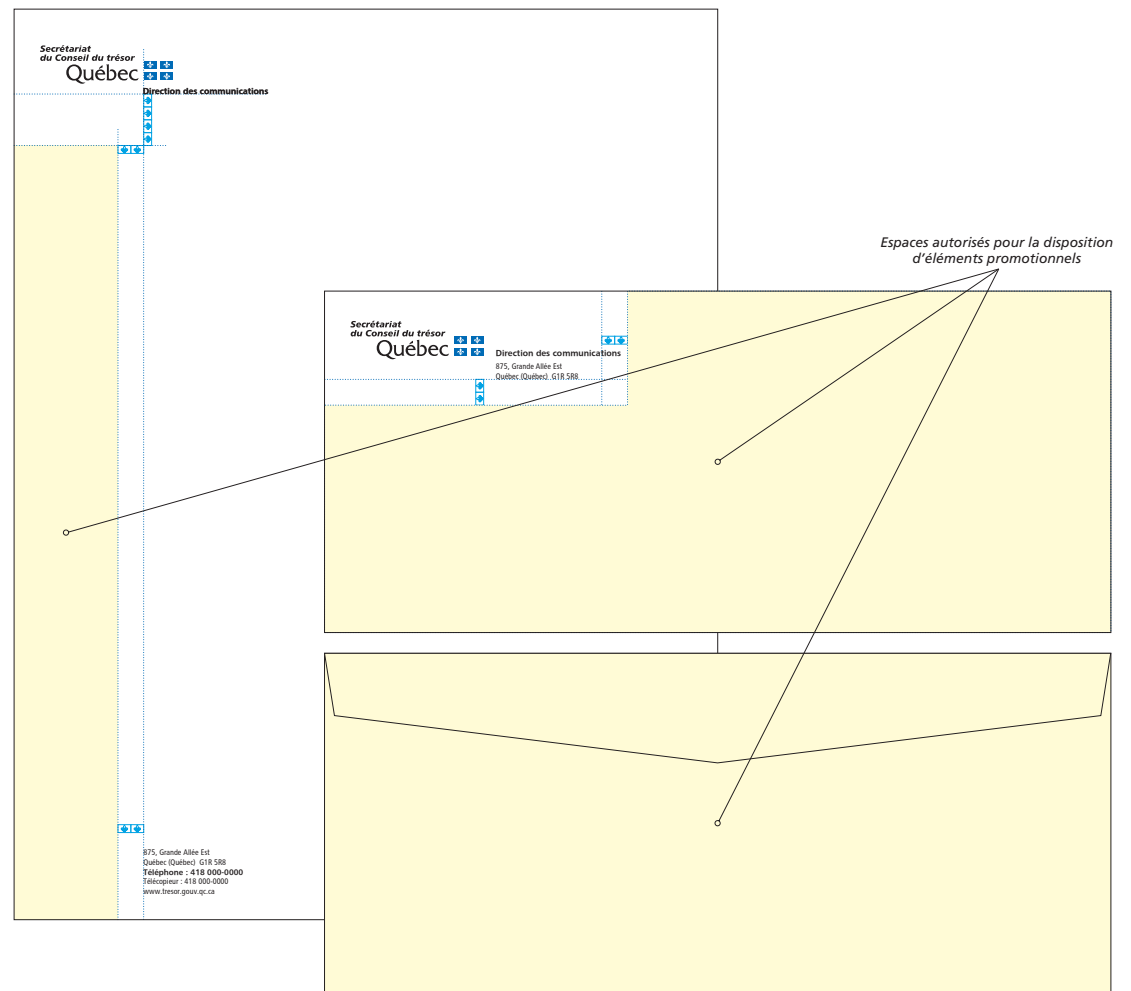 Secrétariat
du Conseil du trésor
Québec
Direction des communications
Espaces autorisés pour la disposition
d'éléments promotionnels
Secrétariat
du Conseil du trésor
Québec
Direction des communications
875, Grande Allée Est
Québec (Québec) G1R 5R8
875, Grande Allée Est
Québec (Québec) G1R 5R8
Téléphone : 418 000-0000
Télécopieur : 418 000-0000
www.tresor.gouv.qc.ca